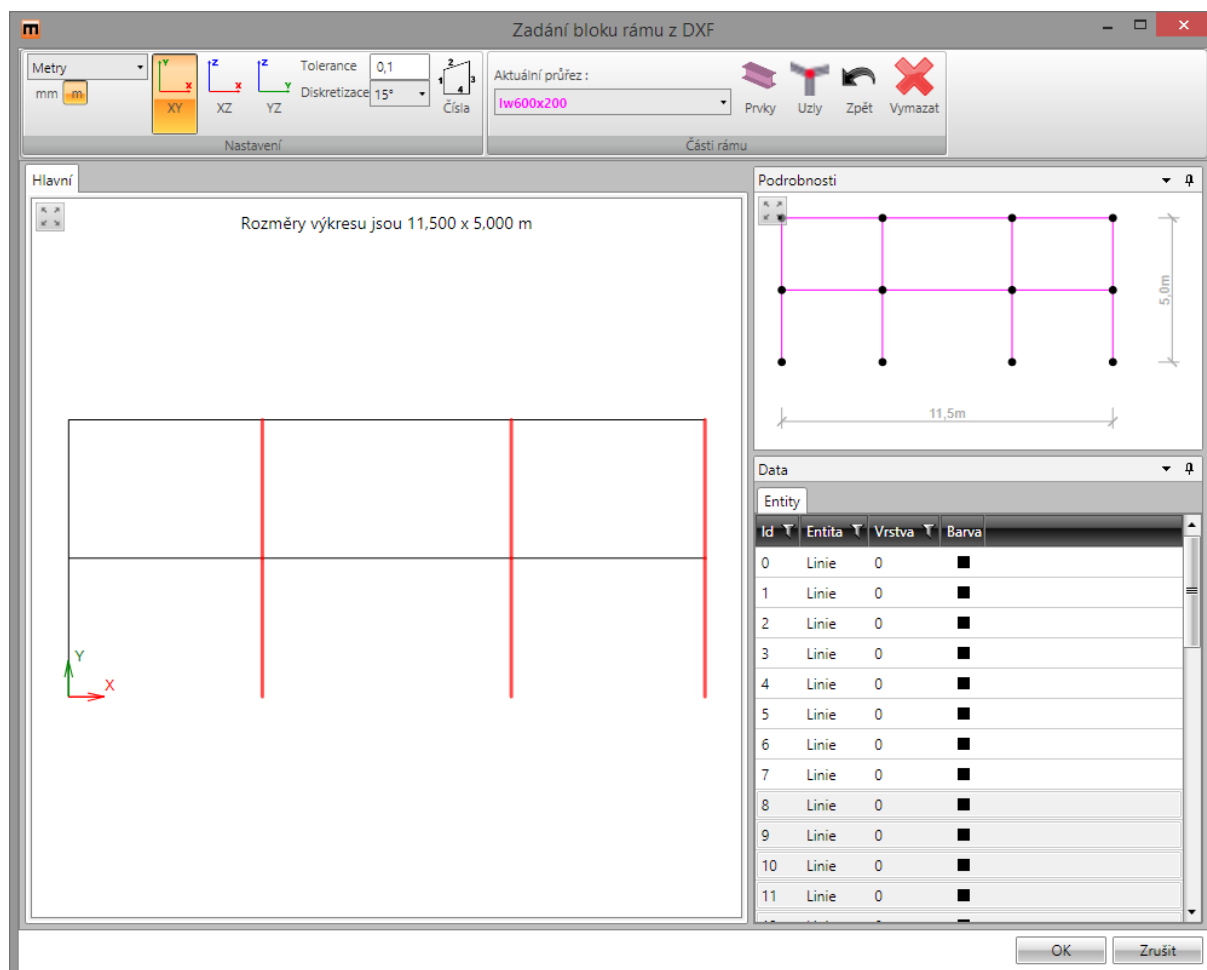 m Zadání bloku rámu z DXF
Metry
mm m
Y X XY
Z X XZ
Z Y YZ
Tolerance 0,1
Diskretizace 15°
1 2 3 4 Čísla
Nastavení
Aktuální průřez :
Iw600x200
Prvky Uzly Zpět Vymazat
Části rámu
Hlavní
Rozměry výkresu jsou 11,500 x 5,000 m
Y
X
Podrobnosti
5,0m
11,5m
Data
Entity
Id Entita Vrstva Barva
0 Linie 0
1 Linie 0
2 Linie 0
3 Linie 0
4 Linie 0
5 Linie 0
6 Linie 0
7 Linie 0
8 Linie 0
9 Linie 0
10 Linie 0
11 Linie 0
OK Zrušit